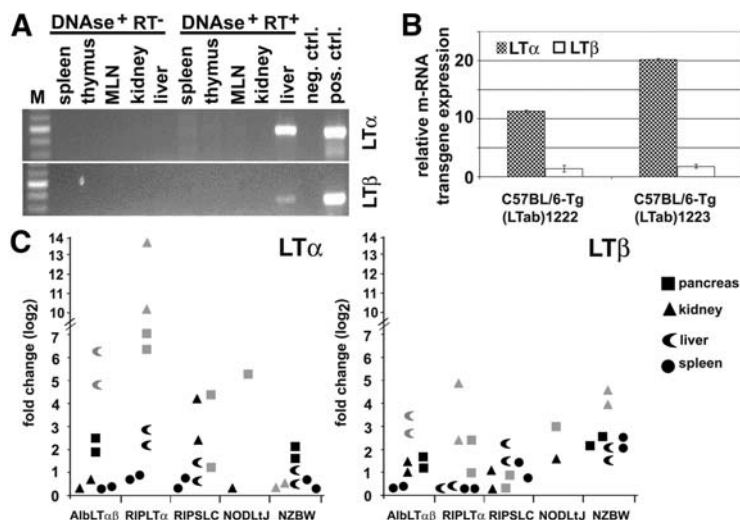 A
DNAse+ RT- DNAse+ RT+
M spleen thymus MLN kidney liver spleen thymus MLN kidney liver neg. ctrl. pos. ctrl.
LTα
LTβ
B
relative m-RNA
transgene expression
LTα LTβ
20
10
0
C57BL/6-Tg
(LTab)1222
C57BL/6-Tg
(LTab)1223
C
LTα
fold change (log2)
14
13
12
11
10
7
6
5
4
3
2
1
0
AlbLTαβ RIPLTα RIPSLC NODLtJ NZBW
LTβ
fold change (log2)
14
13
12
11
10
7
6
5
4
3
2
1
0
AlbLTαβ RIPLTα RIPSLC NODLtJ NZBW
pancreas
kidney
liver
spleen